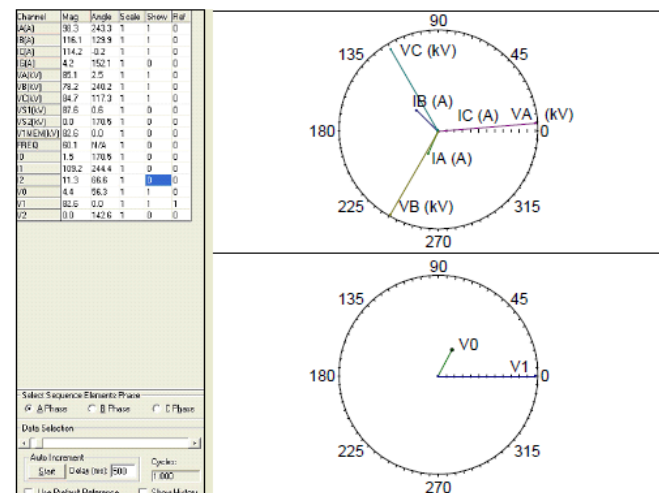 Channel Mag Angle Scale Show Ref
IA(A) 98.3 243.3 1 1 0
IB(A) 116.1 129.9 1 1 0
IC(A) 114.2 -0.2 1 1 0
IG(A) 4.2 152.1 1 0 0
VA(kV) 85.1 2.5 1 1 0
VB(kV) 78.2 240.2 1 1 0
VC(kV) 84.7 117.3 1 1 0
VS1(kV) 87.6 0.6 1 0 0
VS2(kV) 0.0 170.5 1 0 0
V1MEM(kV) 82.6 0.0 1 0 0
FREQ 60.1 N/A 1 0 0
I0 1.5 170.5 1 0 0
I1 109.2 244.4 1 0 0
I2 11.3 66.6 1 0 0
V0 4.4 56.3 1 1 0
V1 82.6 0.0 1 1 1
V2 0.0 142.6 1 0 0
Select Sequence Elements Phase
A Phase B Phase C Phase
Data Selection
Auto Increment
Start Delay (ms): 500
Cycles:
1.000
Use Default Reference Show History
90
135 45
VC (kV)
IB (A)
IC (A) VA (kV)
180 0
IA (A)
VB (kV)
225 315
270
90
135 45
V0
V1
180 0
225 315
270